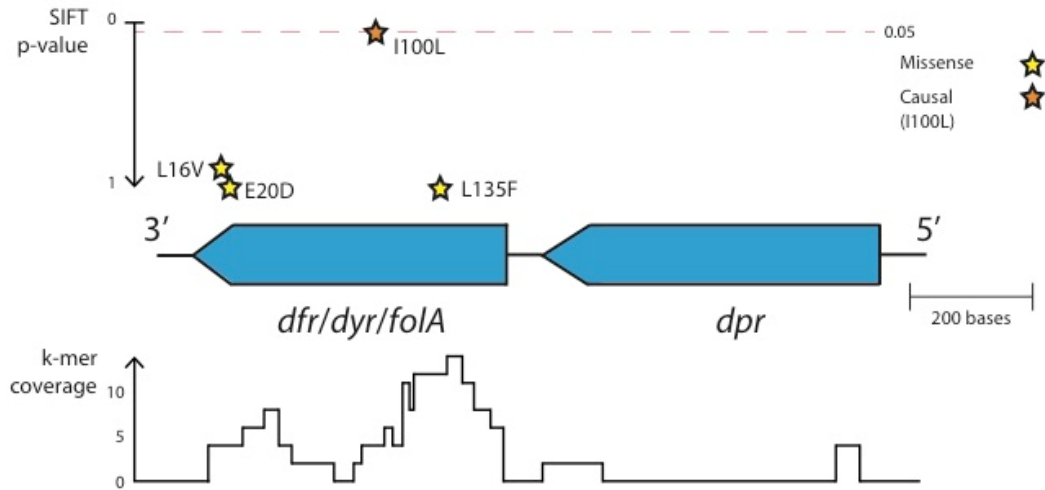 SIFT
p-value
0
0.05
I100L
Missense
Causal
(I100L)
L16V
1
E20D
L135F
3′
5′
dfr/dyr/folA
dpr
200 bases
k-mer
coverage
10
5
0